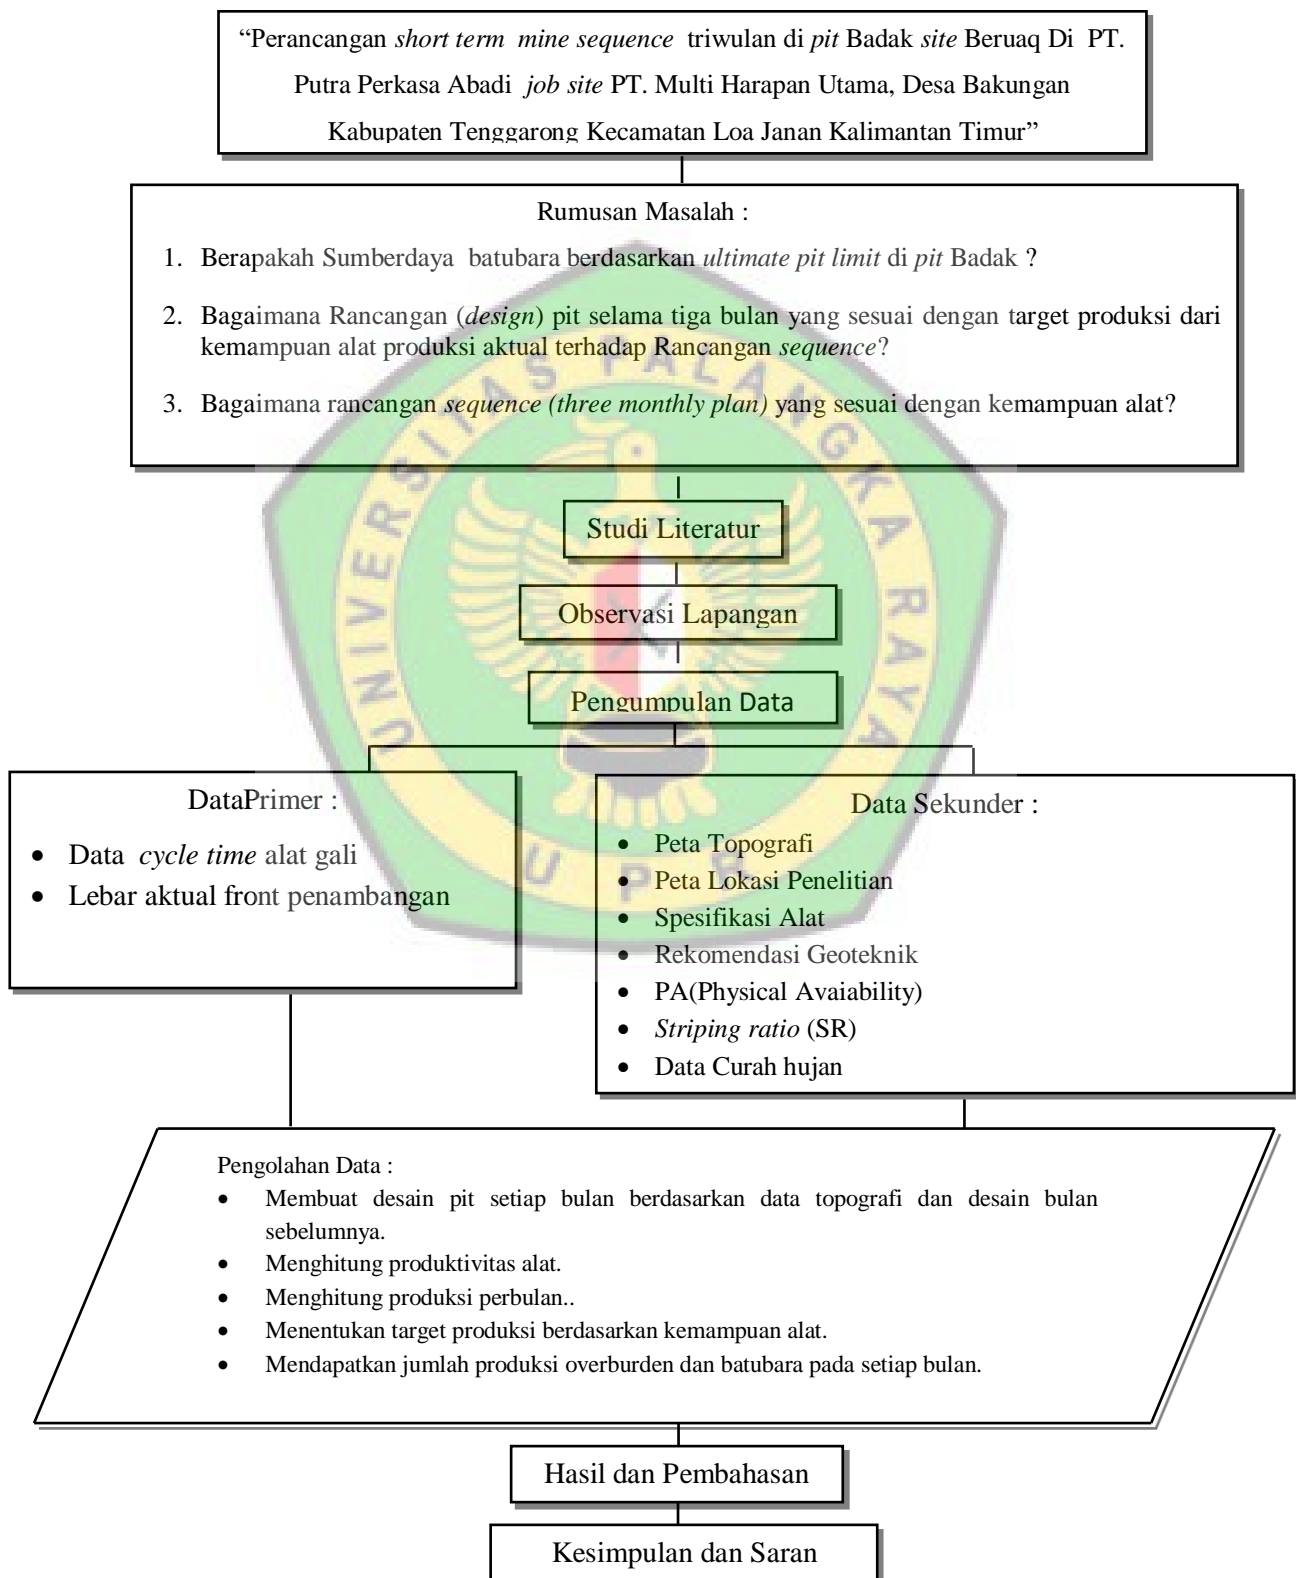 “Perancangan short term mine sequence triwulan di pit Badak site Beruaq Di PT.
Putra Perkasa Abadi job site PT. Multi Harapan Utama, Desa Bakungan
Kabupaten Tenggarong Kecamatan Loa Janan Kalimantan Timur”
Rumusan Masalah :
1. Berapakah Sumberdaya batubara berdasarkan ultimate pit limit di pit Badak ?
2. Bagaimana Rancangan (design) pit selama tiga bulan yang sesuai dengan target produksi dari
kemampuan alat produksi aktual terhadap Rancangan sequence?
3. Bagaimana rancangan sequence (three monthly plan) yang sesuai dengan kemampuan alat?
Studi Literatur
Observasi Lapangan
Pengumpulan Data
DataPrimer :
• Data cycle time alat gali
• Lebar aktual front penambangan
Data Sekunder :
• Peta Topografi
• Peta Lokasi Penelitian
• Spesifikasi Alat
• Rekomendasi Geoteknik
• PA(Physical Avaiability)
• Striping ratio (SR)
• Data Curah hujan
Pengolahan Data :
• Membuat desain pit setiap bulan berdasarkan data topografi dan desain bulan
sebelumnya.
• Menghitung produktivitas alat.
• Menghitung produksi perbulan..
• Menentukan target produksi berdasarkan kemampuan alat.
• Mendapatkan jumlah produksi overburden dan batubara pada setiap bulan.
Hasil dan Pembahasan
Kesimpulan dan Saran
UNIVERSITAS PALANGKA RAYA
U P R